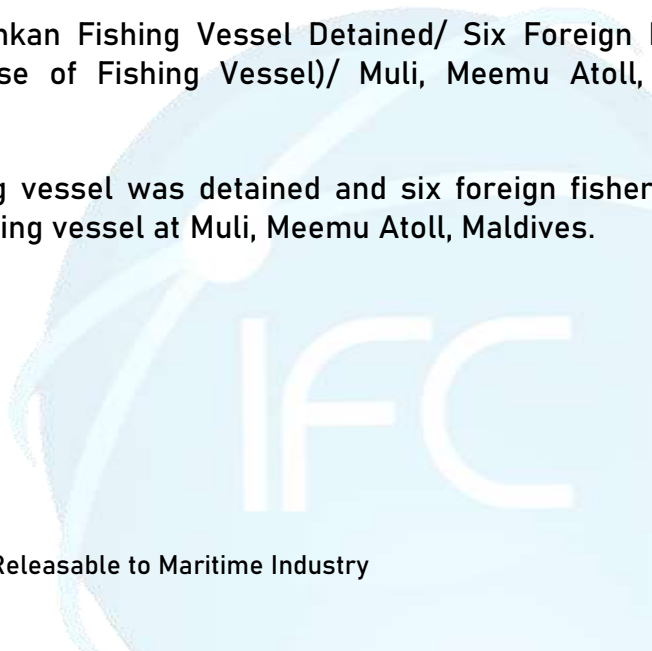 nkan Fishing Vessel Detained/ Six Foreign
se of Fishing Vessel)/ Muli, Meemu Atoll,
g vessel was detained and six foreign fisher
ing vessel at Muli, Meemu Atoll, Maldives.
IFC
Releasable to Maritime Industry